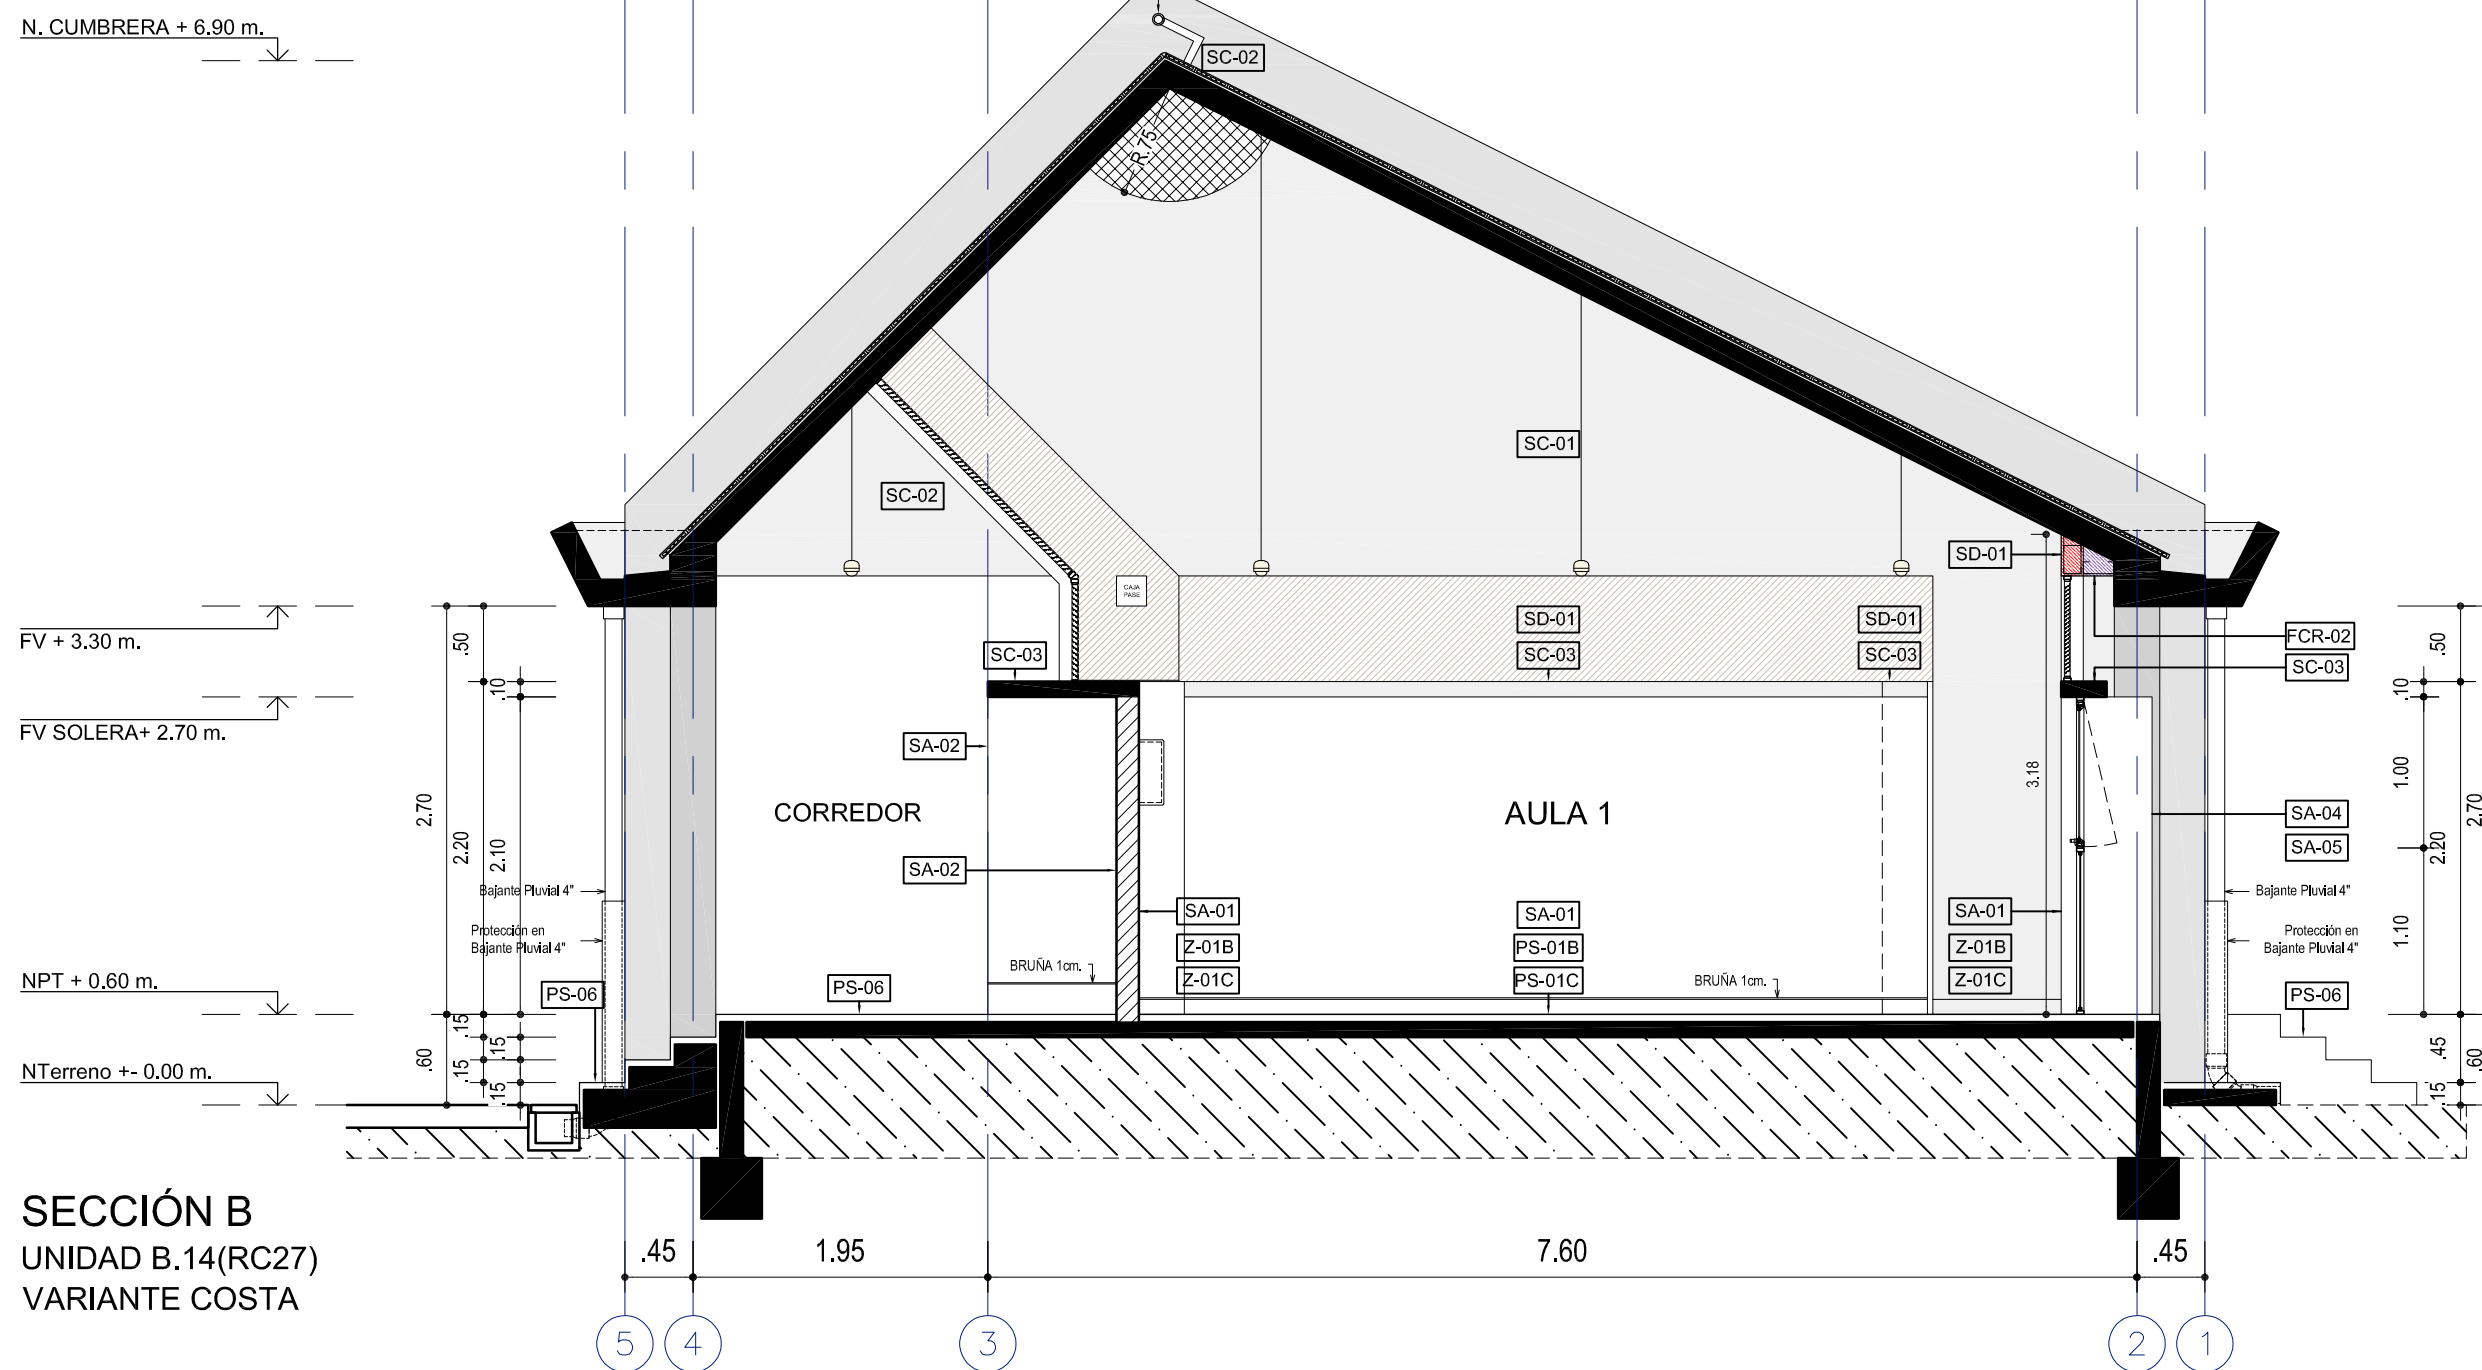 N. CUMBRERA + 6.90 m.
SC-02
R.75
SC-01
SC-02
SD-01
CAJA
PASE
FV + 3.30 m.
.50
.10
SC-03
SD-01
SC-03
SD-01
SC-03
FCR-02
SC-03
.50
.10
FV SOLERA+ 2.70 m.
SA-02
3.18
1.00
CORREDOR
AULA 1
SA-04
SA-05
2.70
2.20
2.10
2.70
2.20
SA-02
Bajante Pluvial 4"
Bajante Pluvial 4"
SA-01
Z-01B
Z-01C
SA-01
PS-01B
PS-01C
SA-01
Z-01B
Z-01C
Protección en
Bajante Pluvial 4"
Protección en
Bajante Pluvial 4"
1.10
BRUÑA 1cm.
BRUÑA 1cm.
NPT + 0.60 m.
PS-06
PS-06
PS-06
.60
.15
.15
.15
.15
.45
.15
.60
NTerreno +- 0.00 m.
SECCIÓN B
UNIDAD B.14(RC27)
VARIANTE COSTA
.45
1.95
7.60
.45
5
4
3
2
1